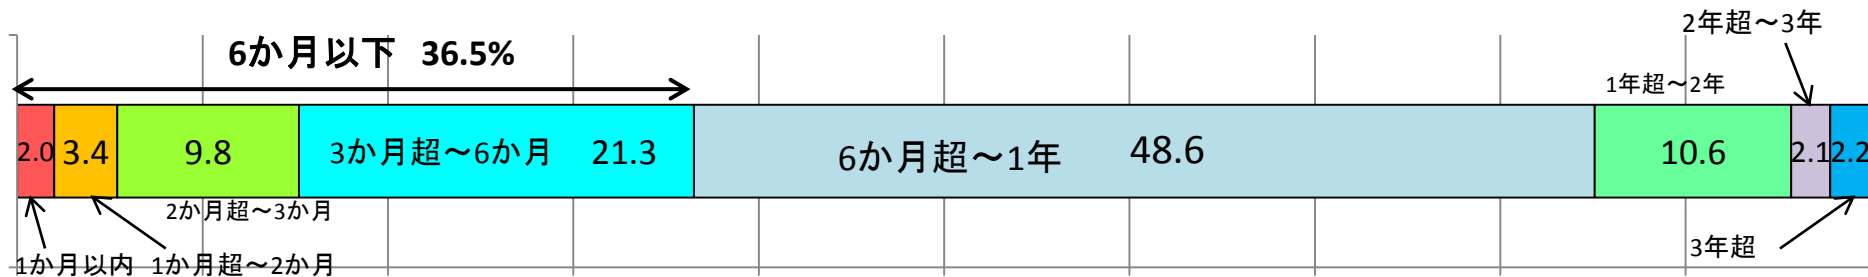 2年超～3年
6か月以下 36.5%
1年超～2年
2.0 3.4 9.8 3か月超～6か月 21.3 6か月超～1年 48.6 10.6 2.1 2.2
2か月超～3か月
3年超
1か月以内 1か月超～2か月